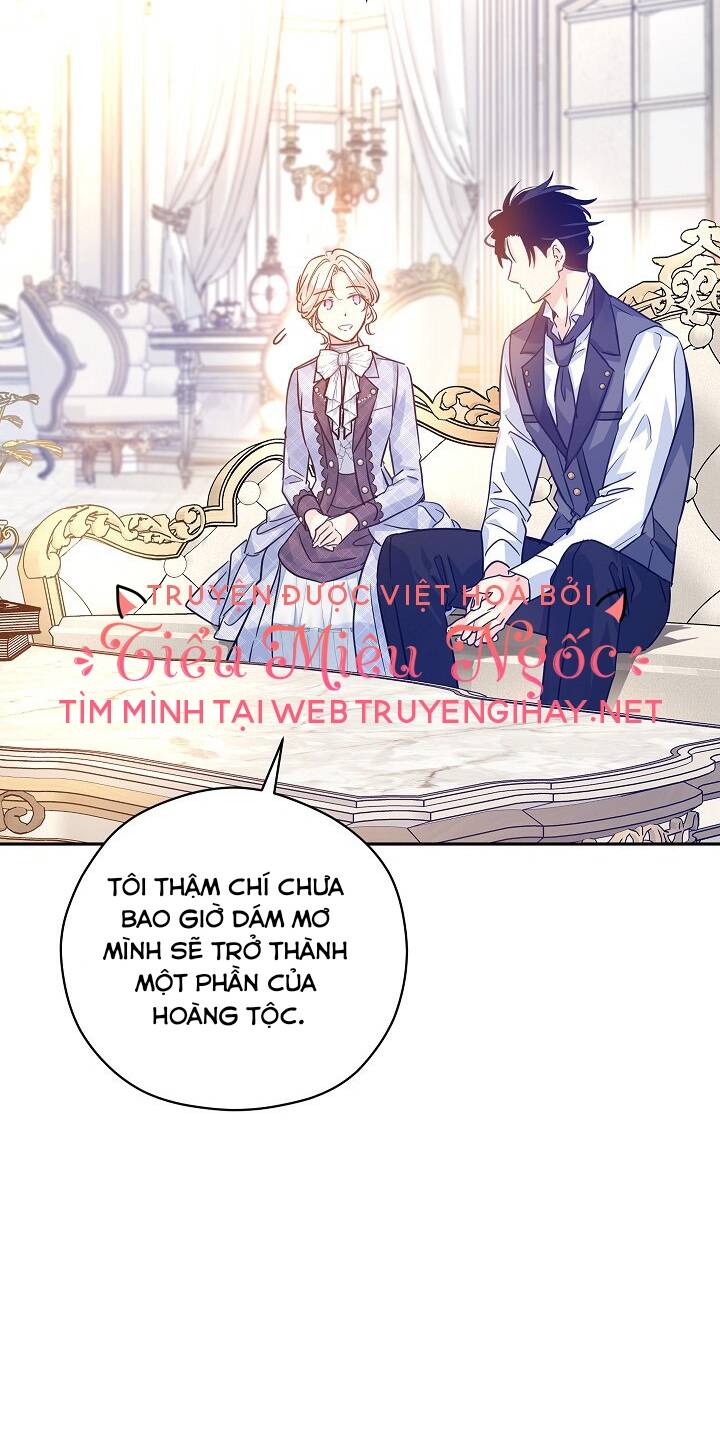 TRUYỆN ĐƯỢC VIỆT HOÁ BỞI
Tiểu Miêu Ngốc
TÌM MÌNH TẠI WEB TRUYENGIHAY.NET
TÔI THẬM CHÍ CHƯA
BAO GIỜ DÁM MƠ
MÌNH SẼ TRỞ THÀNH
MỘT PHẦN CỦA
HOÀNG TỘC.